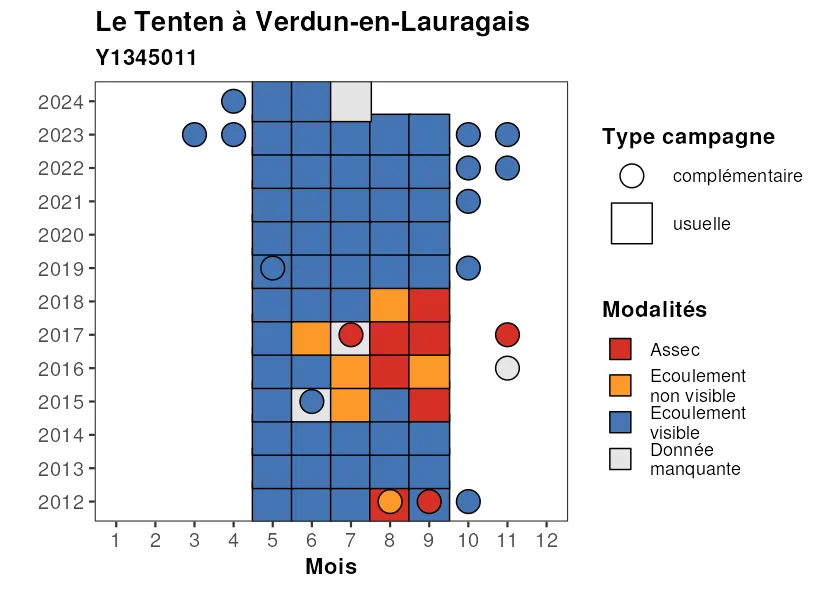 Le Tenten à Verdun-en-Lauragais
Y1345011
2024
2023
2022
2021
2020
2019
2018
2017
2016
2015
2014
2013
2012
1 2 3 4 5 6 7 8 9 10 11 12
Mois
Type campagne
complémentaire
usuelle
Modalités
Assec
Ecoulement
non visible
Ecoulement
visible
Donnée
manquante